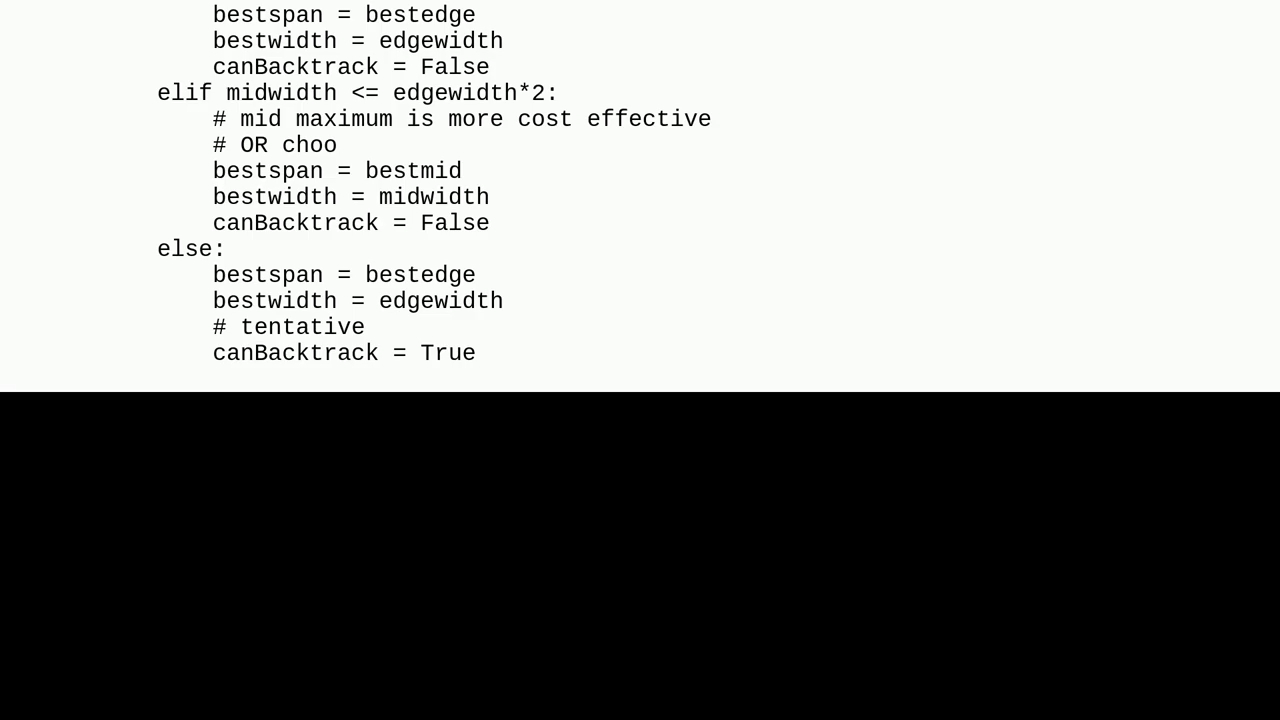 bestspan = bestedge
bestwidth = edgewidth
canBacktrack = False
elif midwidth <= edgewidth*2:
# mid maximum is more cost effective
# OR choo
bestspan = bestmid
bestwidth = midwidth
canBacktrack = False
else:
bestspan = bestedge
bestwidth = edgewidth
# tentative
canBacktrack = True